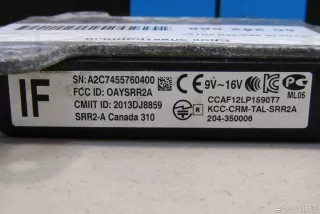 SN: A2C7455760400
FCC ID: OAYSRR2A
CMIIT ID: 2013DJ8859
SRR2-A Canada 310
IF
9V~16V
CCAF12LP1590T7
KCC-CRM-TAL-SRR2A
204-350006
ML05